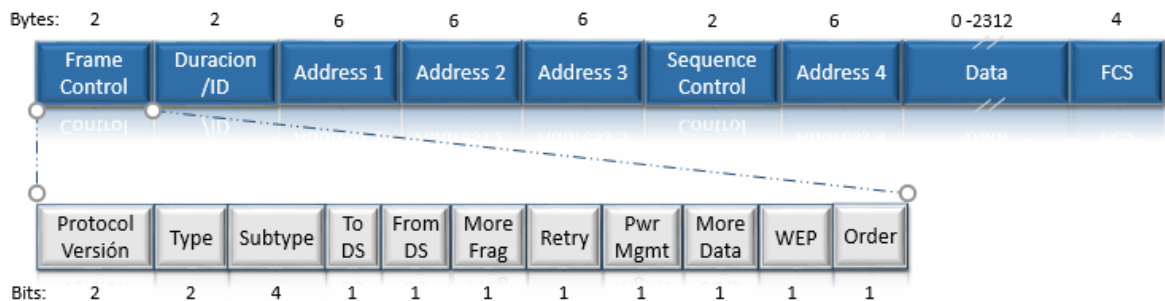 Bytes: 2 2 6 6 6 2 6 0 -2312 4
Frame Control Duracion /ID Address 1 Address 2 Address 3 Sequence Control Address 4 Data FCS
Protocol Versión Type Subtype To DS From DS More Frag Retry Pwr Mgmt More Data WEP Order
Bits: 2 2 4 1 1 1 1 1 1 1 1